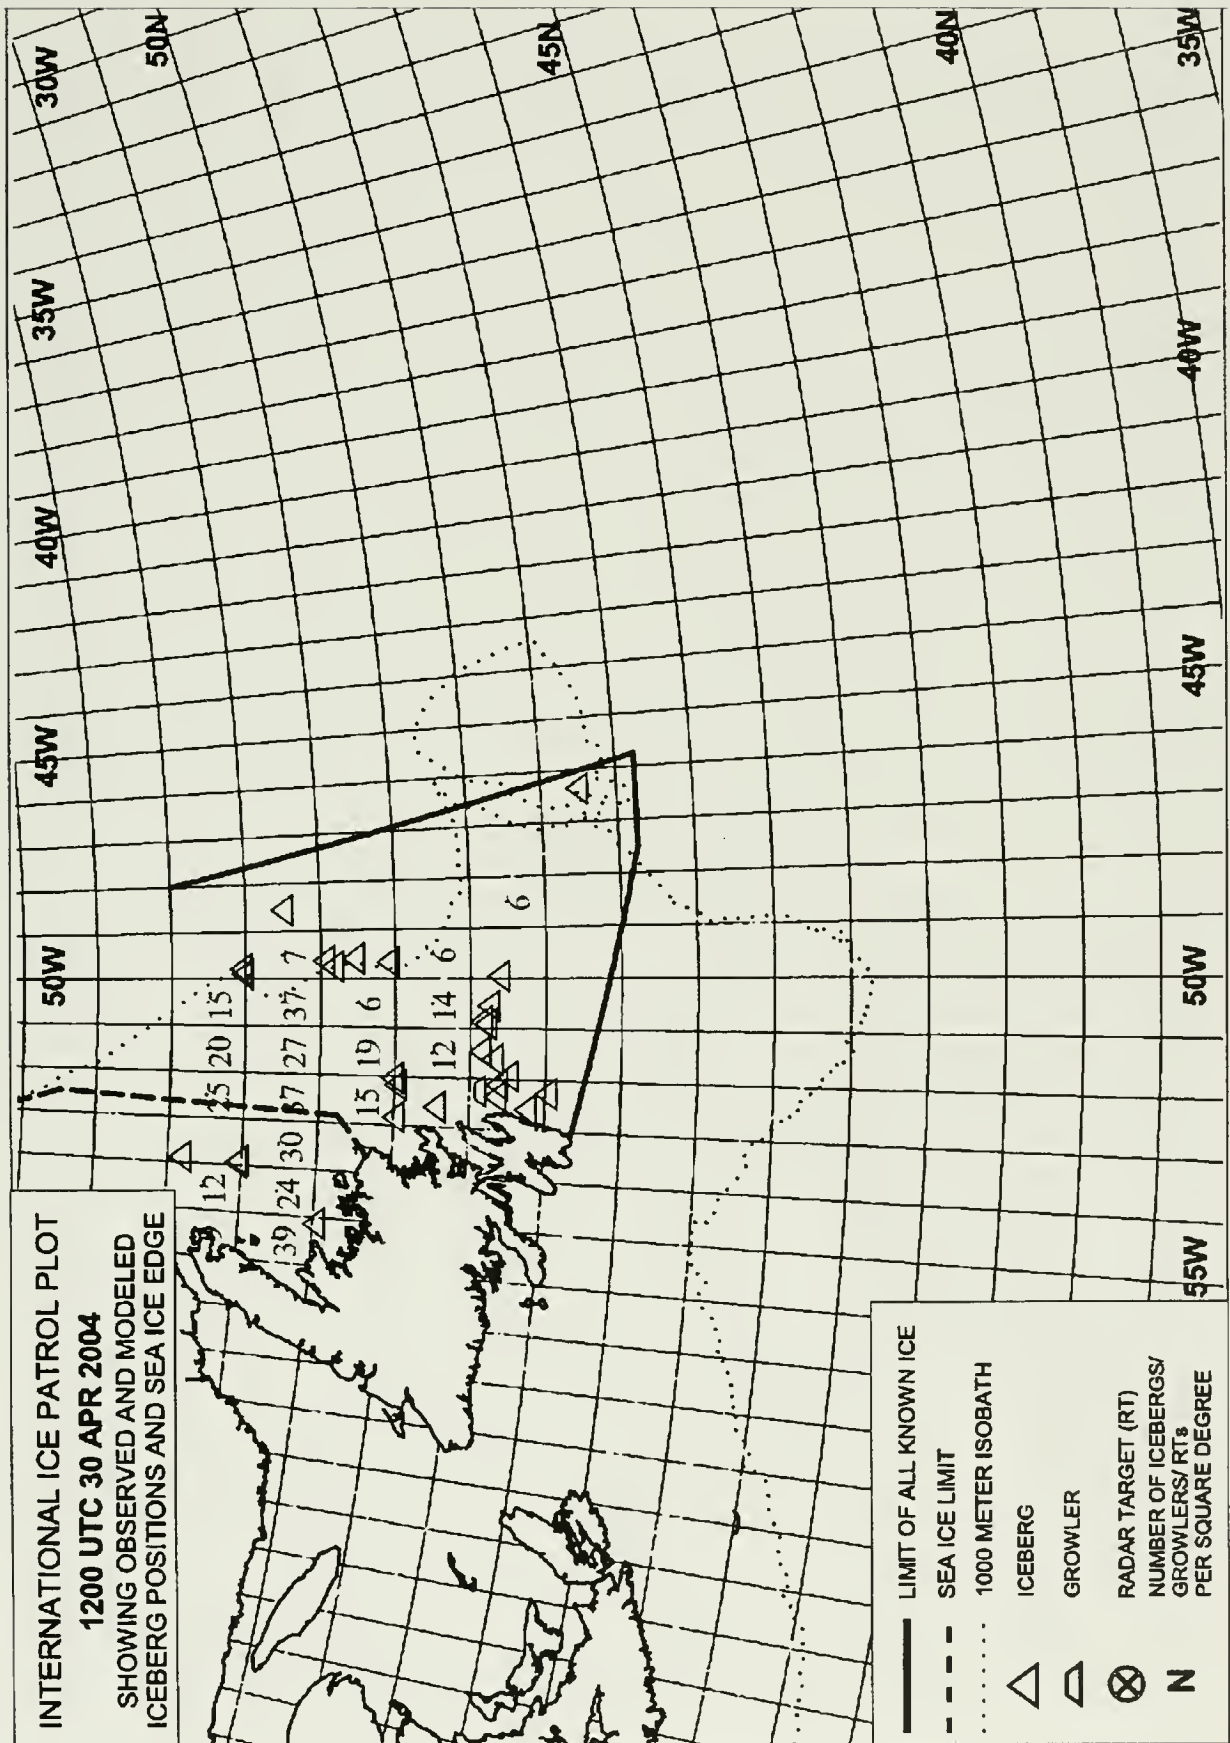 INTERNATIONAL ICE PATROL PLOT
1200 UTC 30 APR 2004
SHOWING OBSERVED AND MODELED
ICEBERG POSITIONS AND SEA ICE EDGE
50W
45W
40W
35W
30W
50N
45N
40N
35W
40W
45W
50W
55W
12
20
15
39
24
30
37
27
37
7
15
19
6
12
14
6
6
LIMIT OF ALL KNOWN ICE
SEA ICE LIMIT
1000 METER ISOBATH
ICEBERG
GROWLER
RADAR TARGET (RT)
N
NUMBER OF ICEBERGS/
GROWLERS/ RTs
PER SQUARE DEGREE